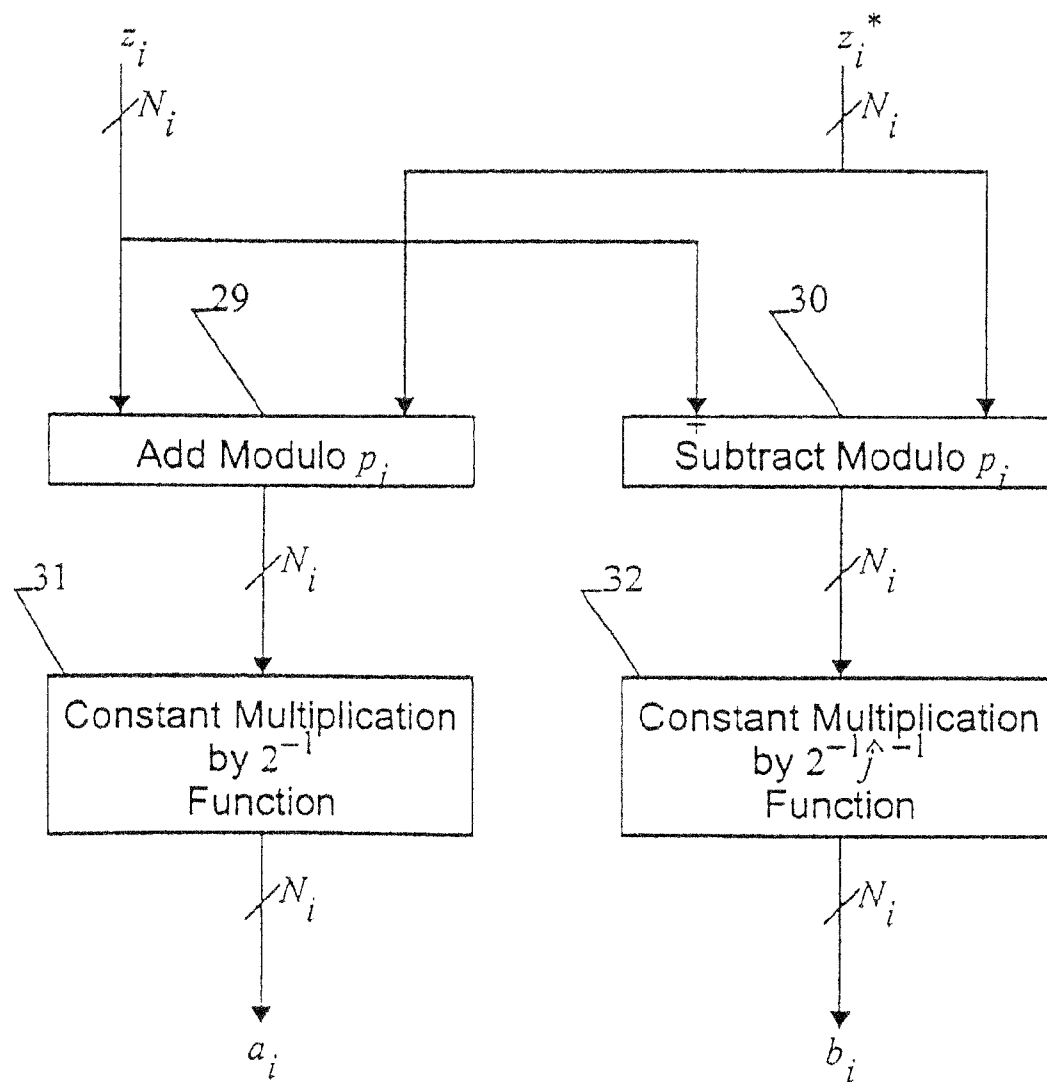 z_i
z_i*
N_i
N_i
29
30
Add Modulo p_i
Subtract Modulo p_i
N_i
N_i
31
32
Constant Multiplication
by 2^{-1}
Function
Constant Multiplication
by 2^{-1}ĵ^{-1}
Function
N_i
N_i
a_i
b_i